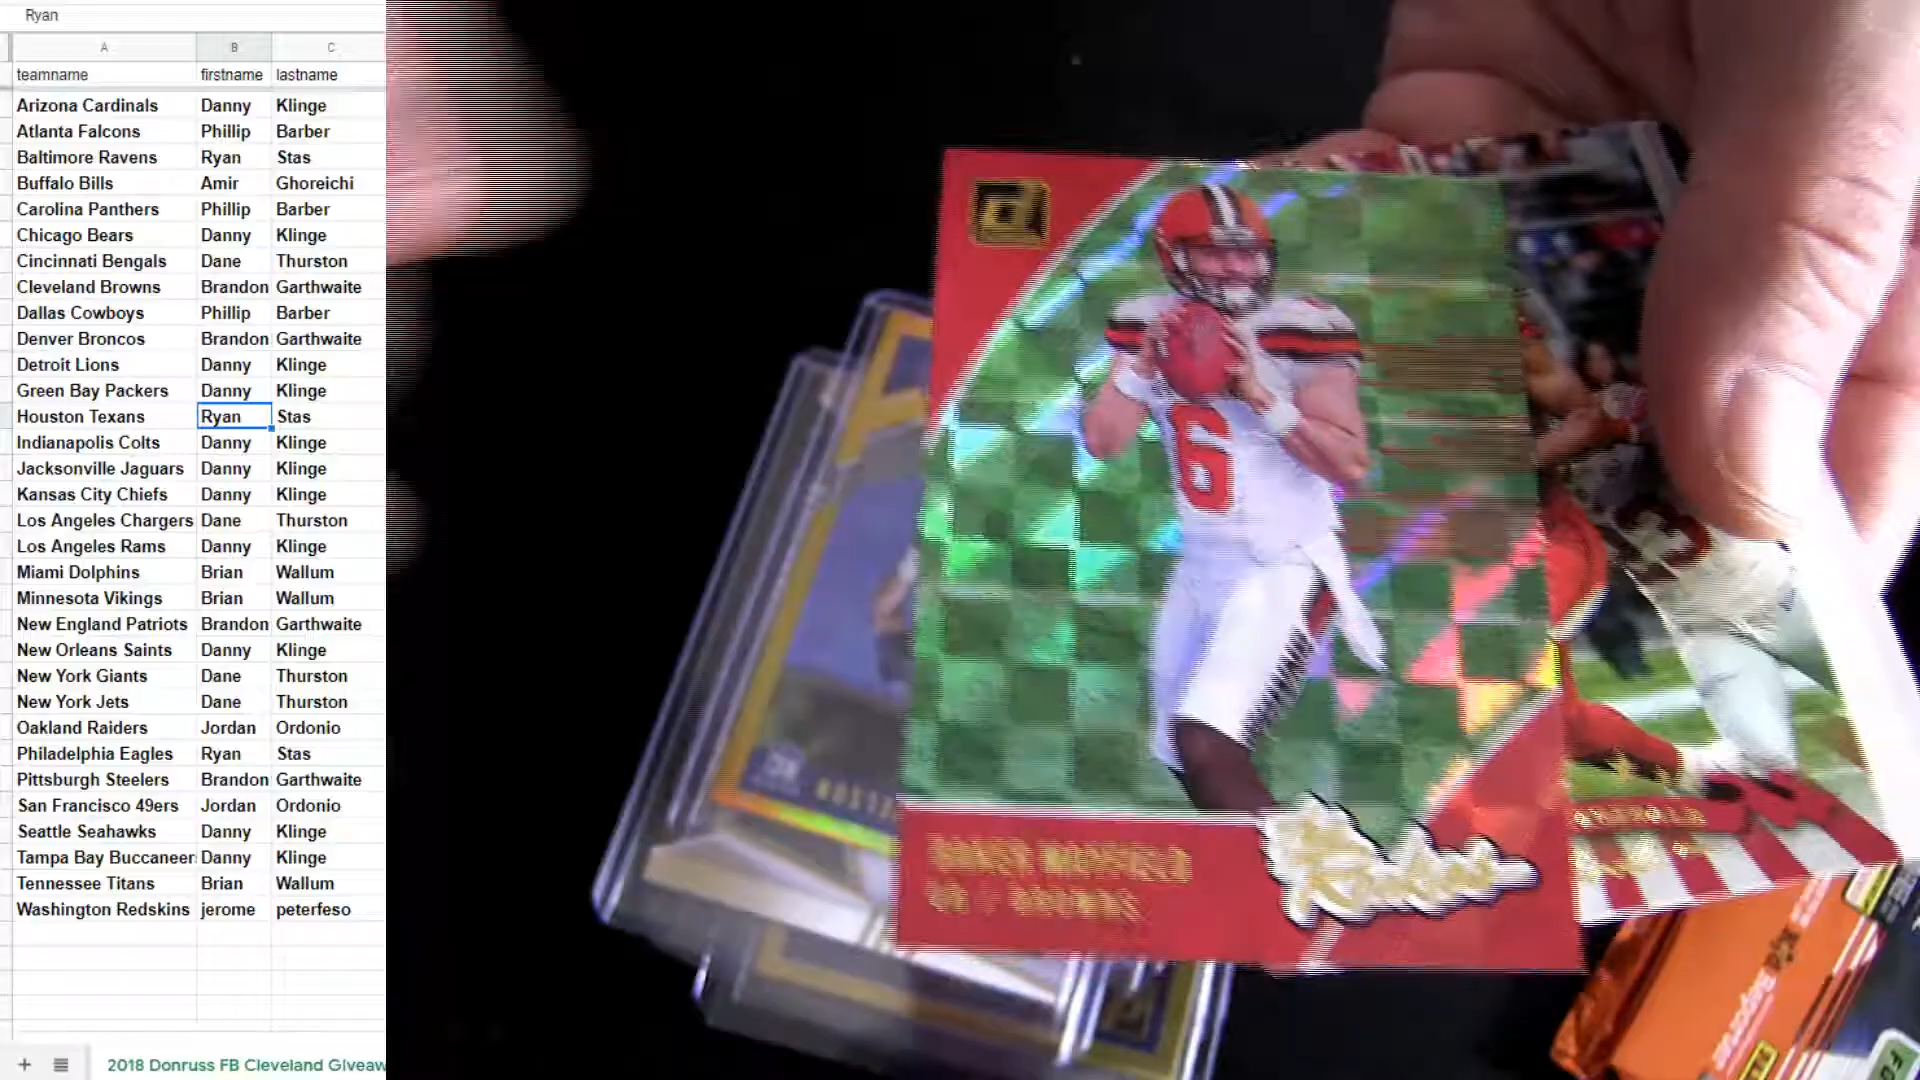 Ryan
A B C
teamname firstname lastname
Arizona Cardinals Danny Klinge
Atlanta Falcons Phillip Barber
Baltimore Ravens Ryan Stas
Buffalo Bills Amir Ghoreichi
Carolina Panthers Phillip Barber
Chicago Bears Danny Klinge
Cincinnati Bengals Dane Thurston
Cleveland Browns Brandon Garthwaite
Dallas Cowboys Phillip Barber
Denver Broncos Brandon Garthwaite
Detroit Lions Danny Klinge
Green Bay Packers Danny Klinge
Houston Texans Ryan Stas
Indianapolis Colts Danny Klinge
Jacksonville Jaguars Danny Klinge
Kansas City Chiefs Danny Klinge
Los Angeles Chargers Dane Thurston
Los Angeles Rams Danny Klinge
Miami Dolphins Brian Wallum
Minnesota Vikings Brian Wallum
New England Patriots Brandon Garthwaite
New Orleans Saints Danny Klinge
New York Giants Dane Thurston
New York Jets Dane Thurston
Oakland Raiders Jordan Ordonio
Philadelphia Eagles Ryan Stas
Pittsburgh Steelers Brandon Garthwaite
San Francisco 49ers Jordan Ordonio
Seattle Seahawks Danny Klinge
Tampa Bay Buccaneer Danny Klinge
Tennessee Titans Brian Wallum
Washington Redskins jerome peterfeso
2018 Donruss FB Cleveland Giveaw
6
BAKER MAYFIELD
QB / BROWNS
The Rookies